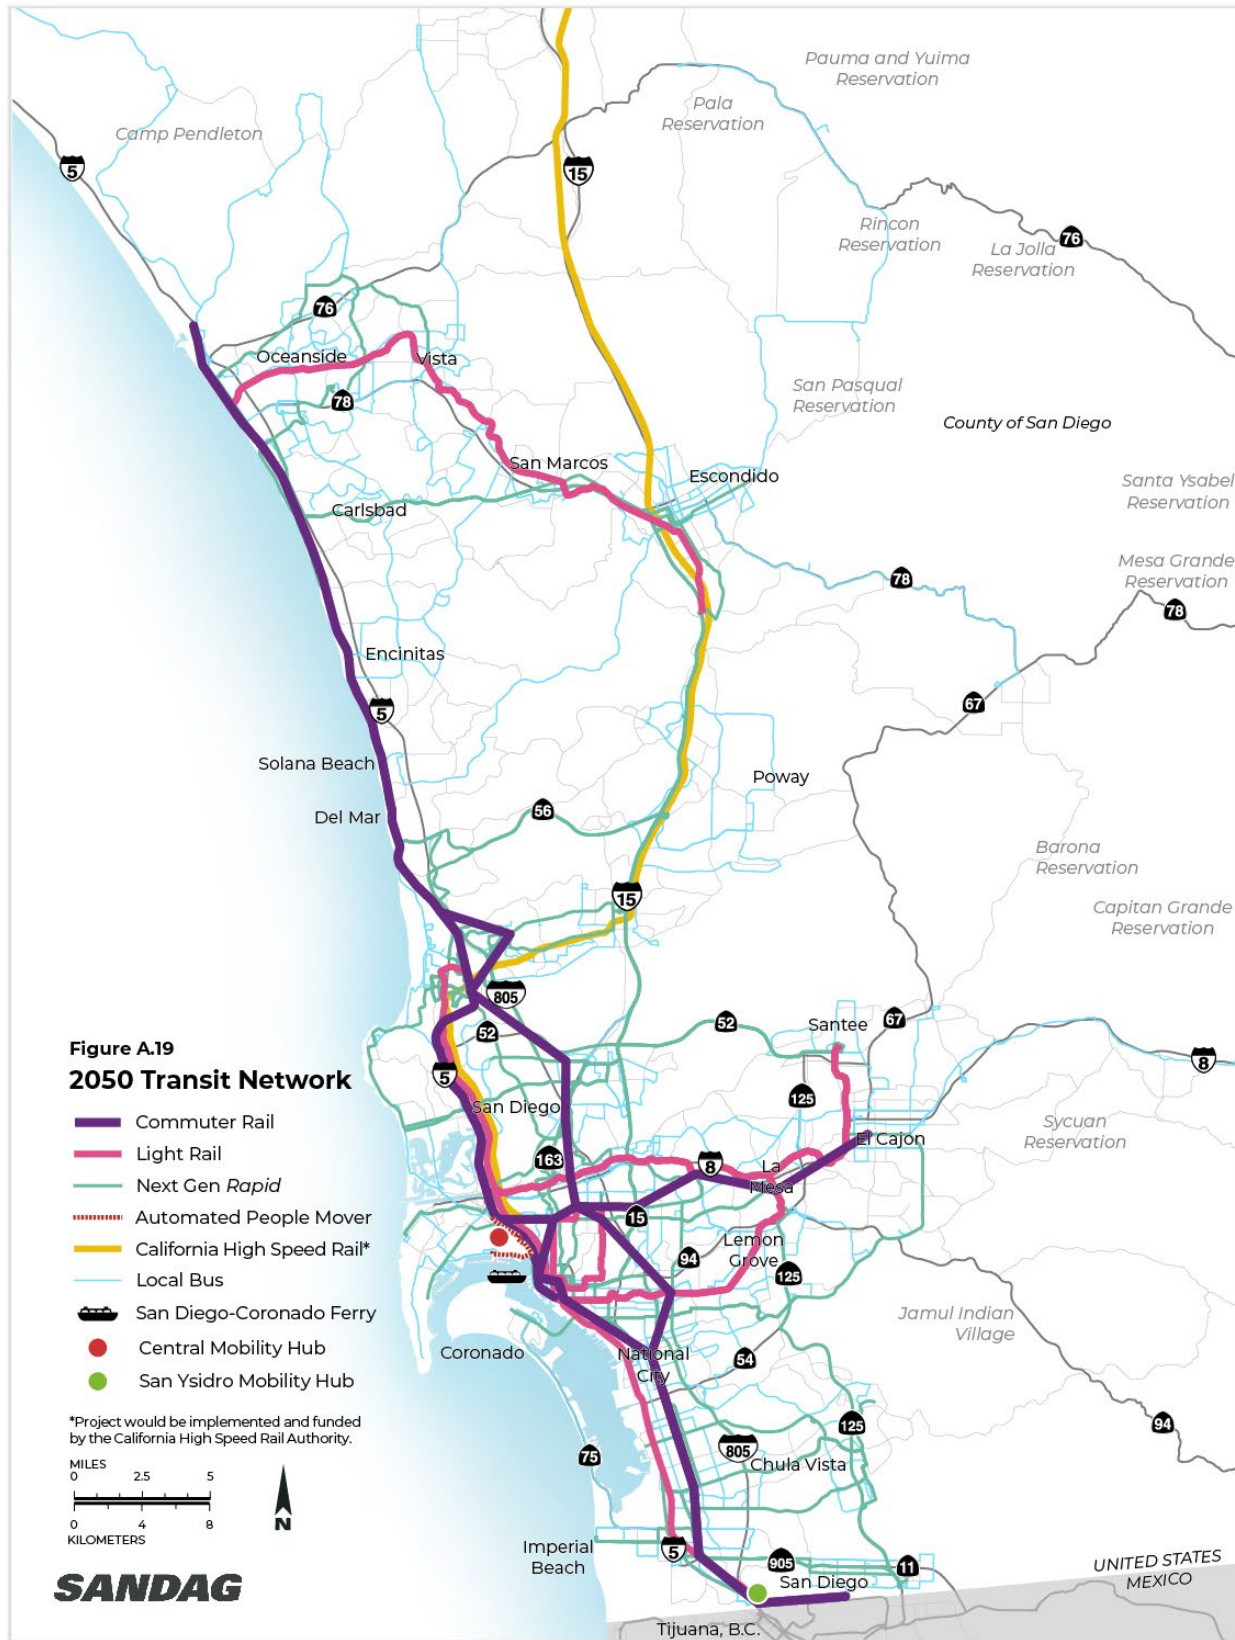 Pauma and Yuima
Reservation
Pala
Reservation
Camp Pendleton
5
15
Rincon
Reservation
76
La Jolla
Reservation
76
Oceanside
Vista
78
San Pasqual
Reservation
County of San Diego
San Marcos
Escondido
Santa Ysabel
Reservation
Carlsbad
Mesa Grande
Reservation
78
78
Encinitas
67
5
Solana Beach
Poway
56
Del Mar
Barona
Reservation
15
Capitan Grande
Reservation
805
52
Santee
67
52
8
5
125
San Diego
Sycuan
Reservation
El Cajon
163
8
La
Mesa
15
Lemon
Grove
94
125
Jamul Indian
Village
Coronado
National
City
54
125
94
805
Chula Vista
75
Imperial
Beach
5
905
11
San Diego
UNITED STATES
MEXICO
Tijuana, B.C.
Figure A.19
2050 Transit Network
Commuter Rail
Light Rail
Next Gen Rapid
Automated People Mover
California High Speed Rail*
Local Bus
San Diego-Coronado Ferry
Central Mobility Hub
San Ysidro Mobility Hub
*Project would be implemented and funded
by the California High Speed Rail Authority.
MILES
0 2.5 5
0 4 8
KILOMETERS
N
SANDAG